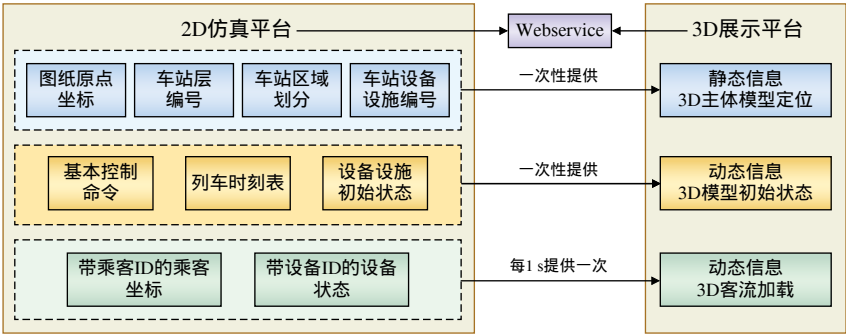 2D仿真平台
Webservice
3D展示平台
图纸原点
坐标
车站层
编号
车站区域
划分
车站设备
设施编号
一次性提供
静态信息
3D主体模型定位
基本控制
命令
列车时刻表
设备设施
初始状态
一次性提供
动态信息
3D模型初始状态
带乘客ID的乘客
坐标
带设备ID的设备
状态
每1 s提供一次
动态信息
3D客流加载